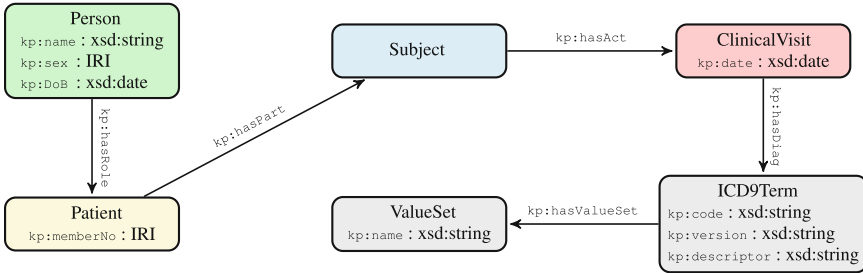 Person
kp:name : xsd:string
kp:sex : IRI
kp:DoB : xsd:date
Subject
kp:hasAct
ClinicalVisit
kp:date : xsd:date
kp:hasRole
kp:hasPart
kp:hasDiag
Patient
kp:memberNo : IRI
ValueSet
kp:name : xsd:string
kp:hasValueSet
ICD9Term
kp:code : xsd:string
kp:version : xsd:string
kp:descriptor : xsd:string